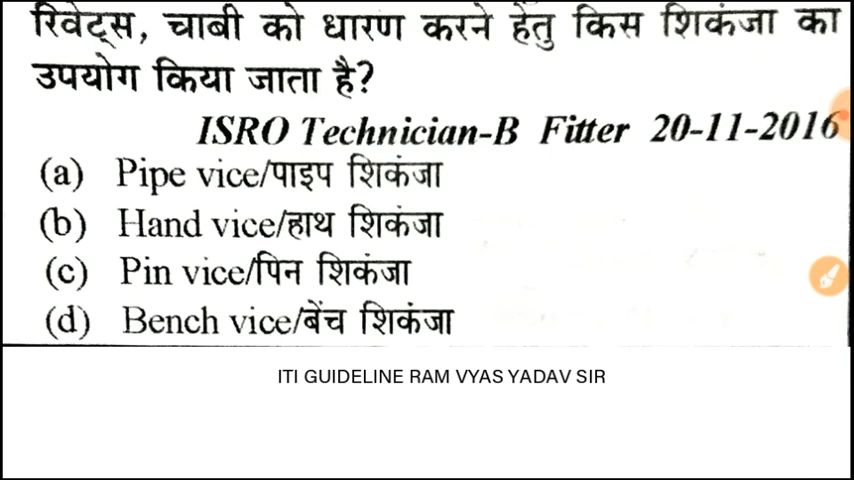 रिवेट्स, चाबी को धारण करने हेतु किस शिकंजा का
उपयोग किया जाता है?
ISRO Technician-B Fitter 20-11-2016
(a) Pipe vice/पाइप शिकंजा
(b) Hand vice/हाथ शिकंजा
(c) Pin vice/पिन शिकंजा
(d) Bench vice/बेंच शिकंजा
ITI GUIDELINE RAM VYAS YADAV SIR